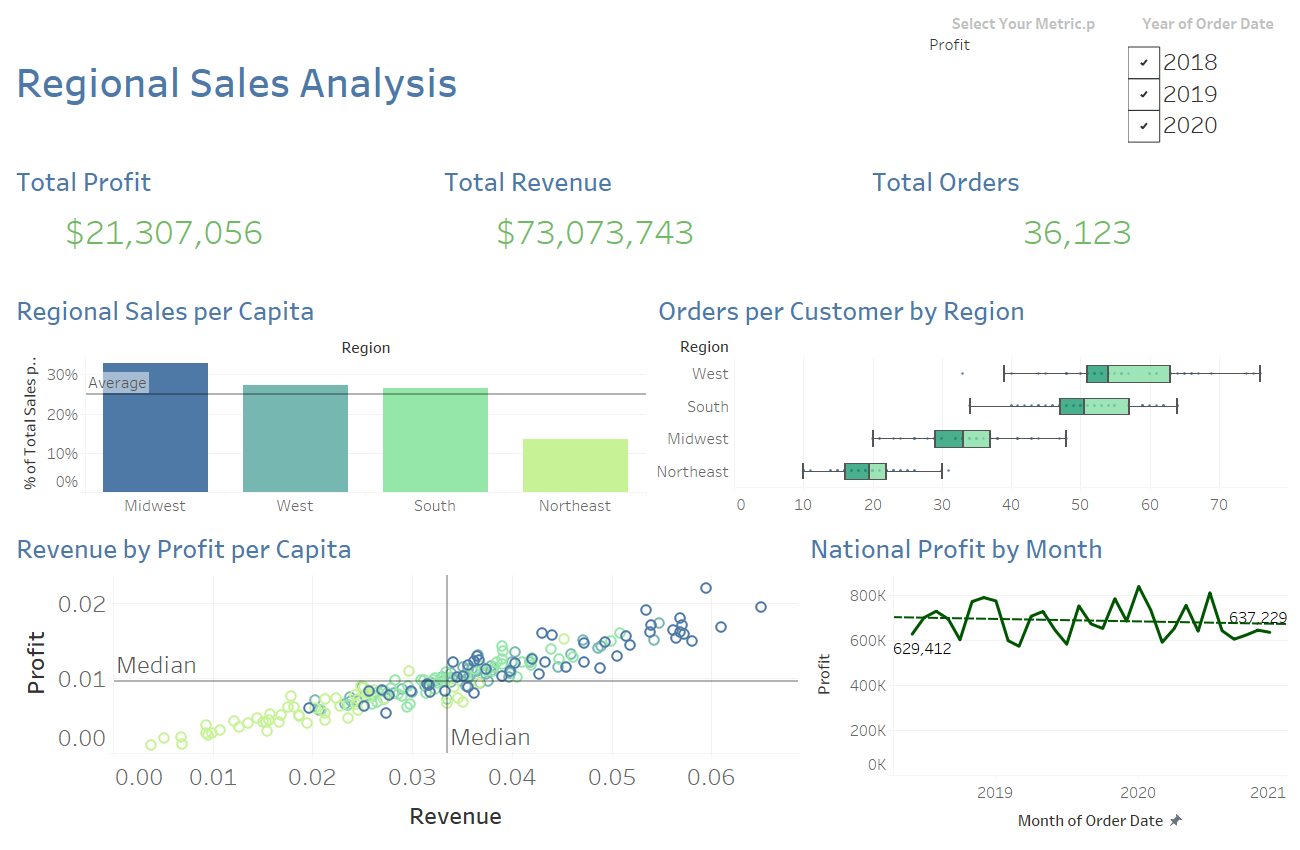 Select Your Metric.p
Year of Order Date
Profit
2018
2019
2020
Regional Sales Analysis
Total Profit
Total Revenue
Total Orders
$21,307,056
$73,073,743
36,123
Regional Sales per Capita
Region
% of Total Sales p..
30%
20%
10%
0%
Average
Midwest
West
South
Northeast
Orders per Customer by Region
Region
West
South
Midwest
Northeast
0 10 20 30 40 50 60 70
Revenue by Profit per Capita
Profit
0.02
0.01
0.00
Median
Median
0.00 0.01 0.02 0.03 0.04 0.05 0.06
Revenue
National Profit by Month
Profit
800K
600K
400K
200K
0K
629,412
637,229
2019 2020 2021
Month of Order Date